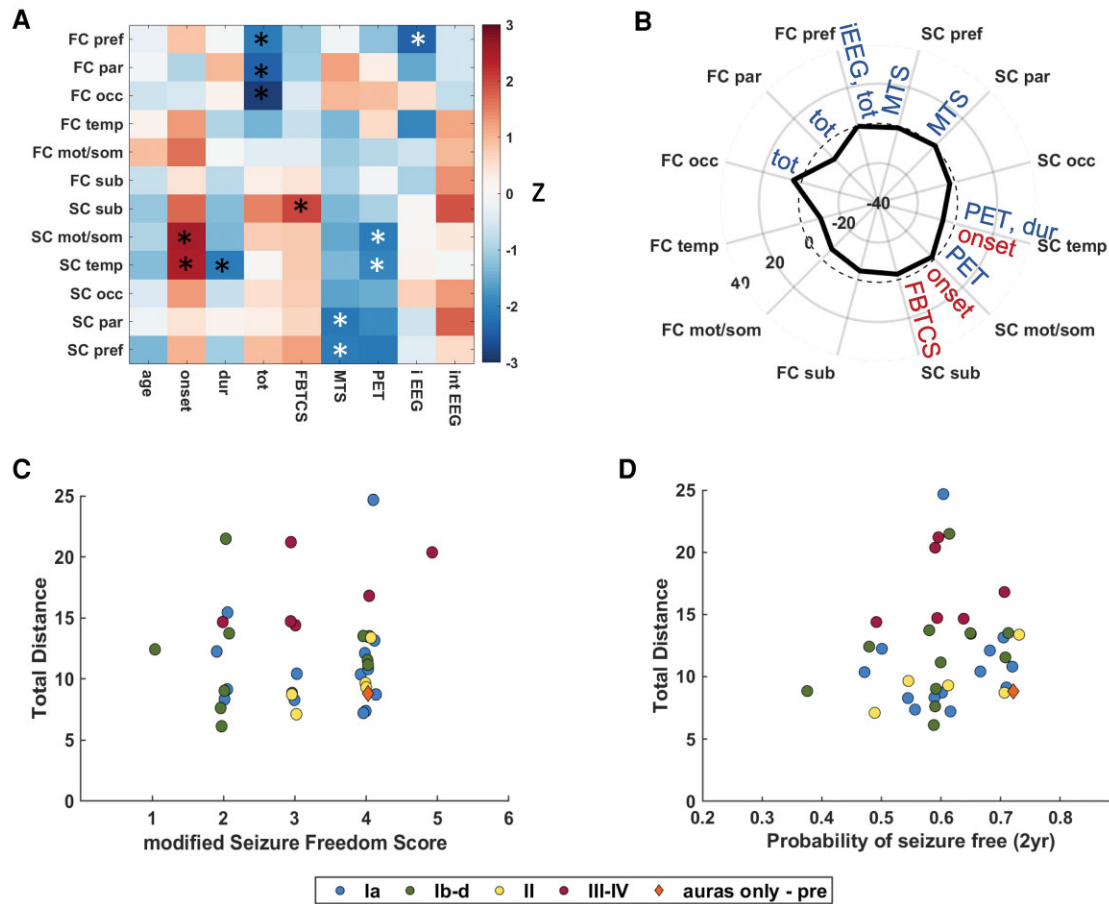 A
FC pref
FC par
FC occ
FC temp
FC mot/som
FC sub
SC sub
SC mot/som
SC temp
SC occ
SC par
SC pref
* * * * * * * * * * * *
age onset dur tot FBTCS MTS PET i EEG int EEG
3
2
1
0
-1
-2
-3
Z
B
FC pref
SC pref
FC par
SC par
FC occ
SC occ
FC temp
SC temp
FC mot/som
SC mot/som
FC sub
SC sub
iEEG, tot
MTS
MTS
tot
tot
PET, dur
onset
PET
onset
FBTCS
-40
-20
0
20
40
C
Total Distance
25
20
15
10
5
0
1 2 3 4 5 6
modified Seizure Freedom Score
D
Total Distance
25
20
15
10
5
0
0.2 0.3 0.4 0.5 0.6 0.7 0.8
Probability of seizure free (2yr)
Ia Ib-d II III-IV auras only - pre